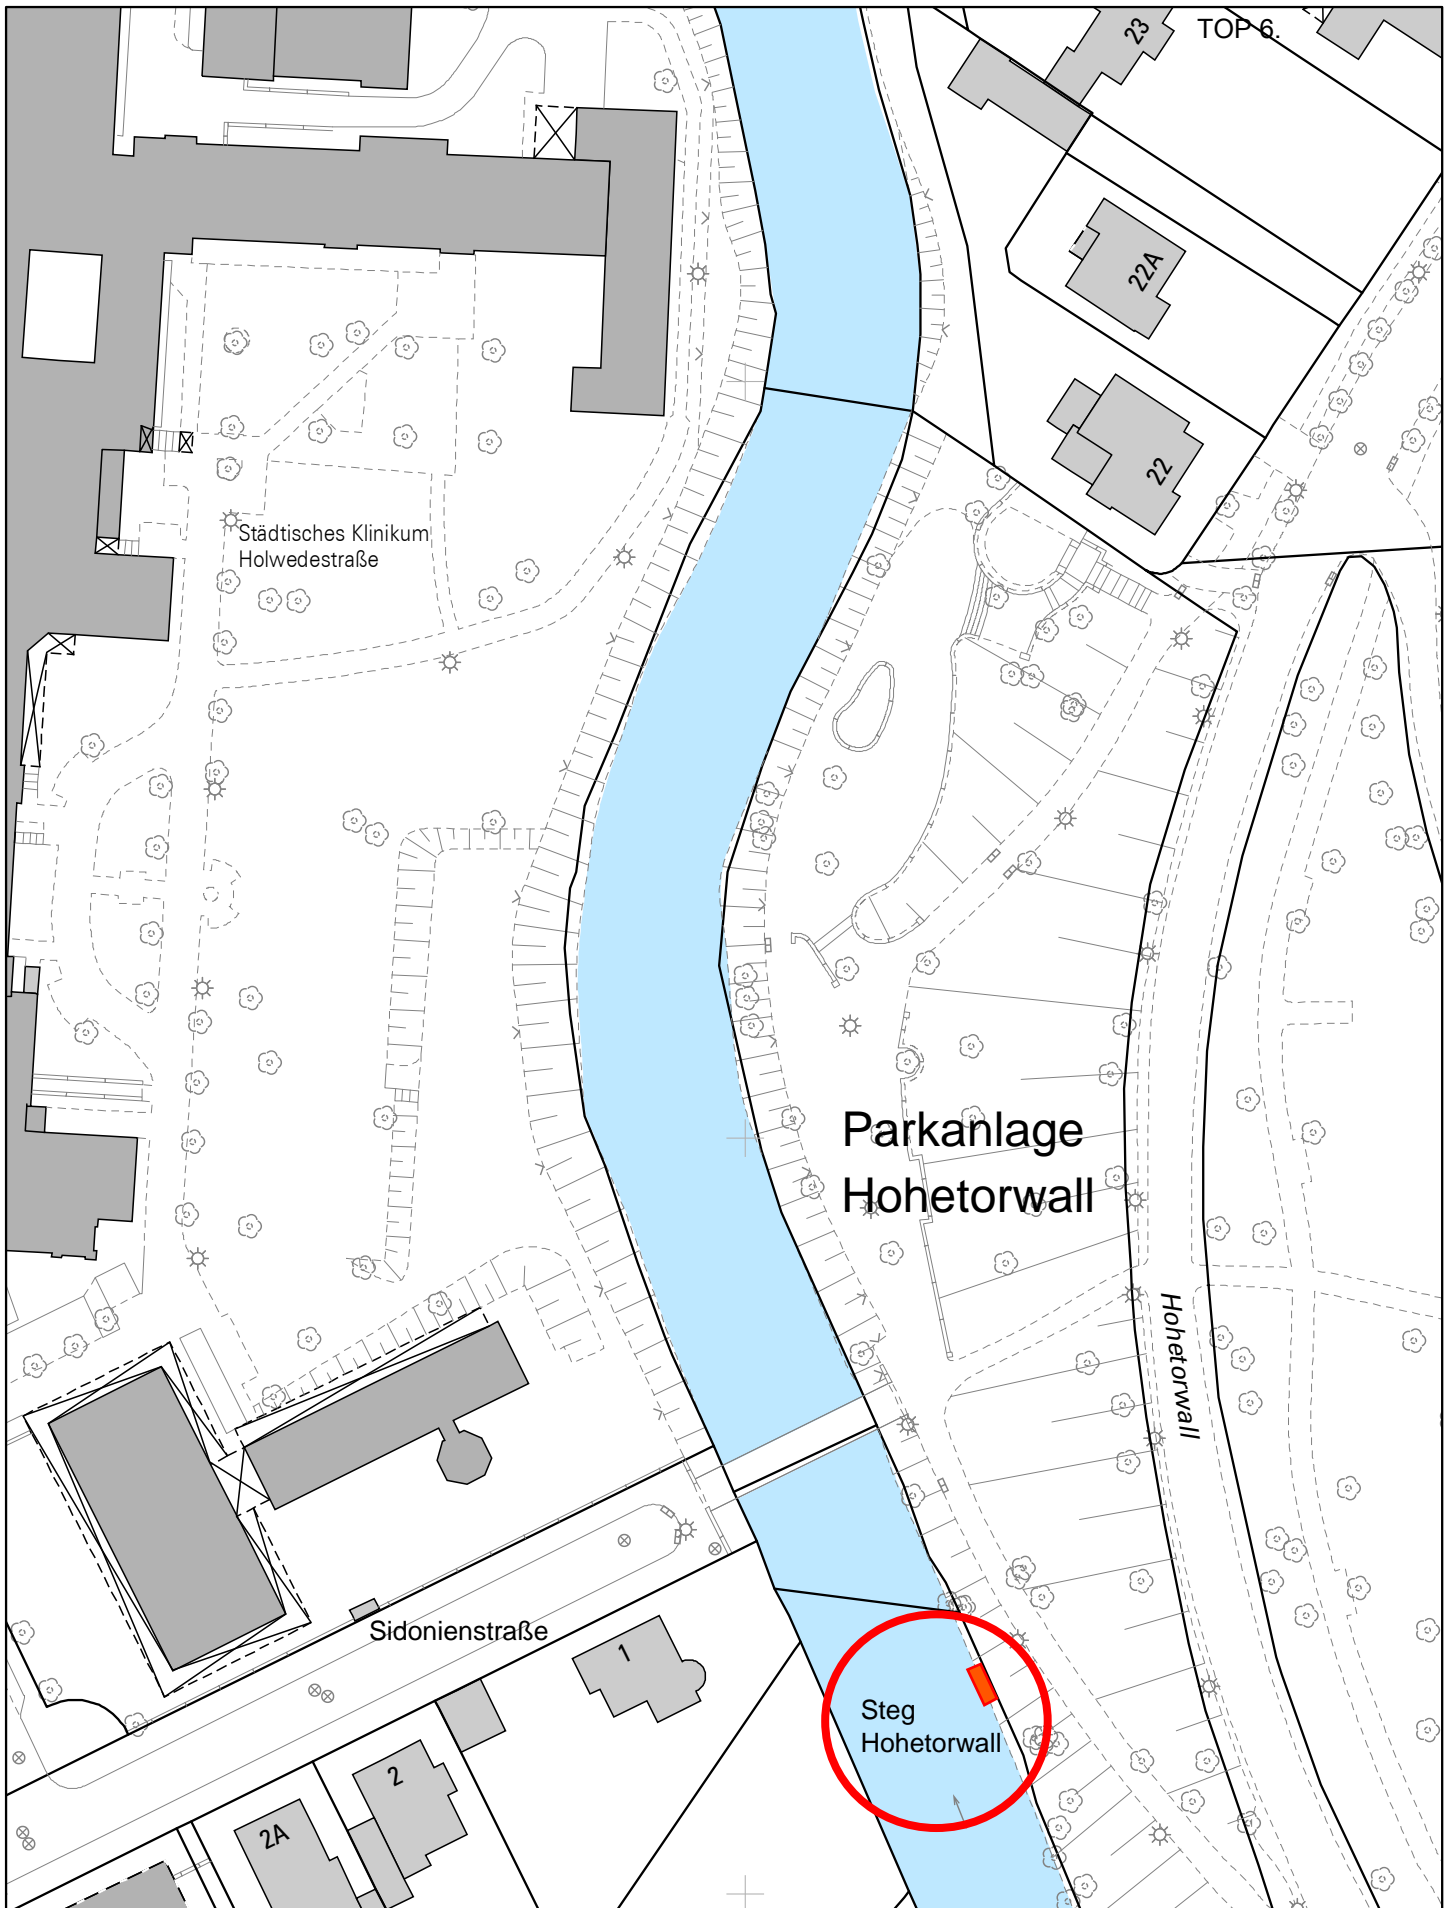 TOP 6.
23
22A
22
Städtisches Klinikum
Holwedestraße
Parkanlage
Hohetorwall
Hohetorwall
Sidonienstraße
1
Steg
Hohetorwall
2
2A